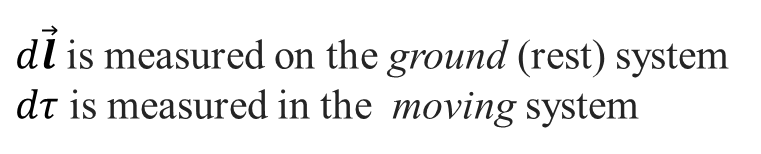 d𝒍⃗ is measured on the ground (rest) system
dτ is measured in the moving system